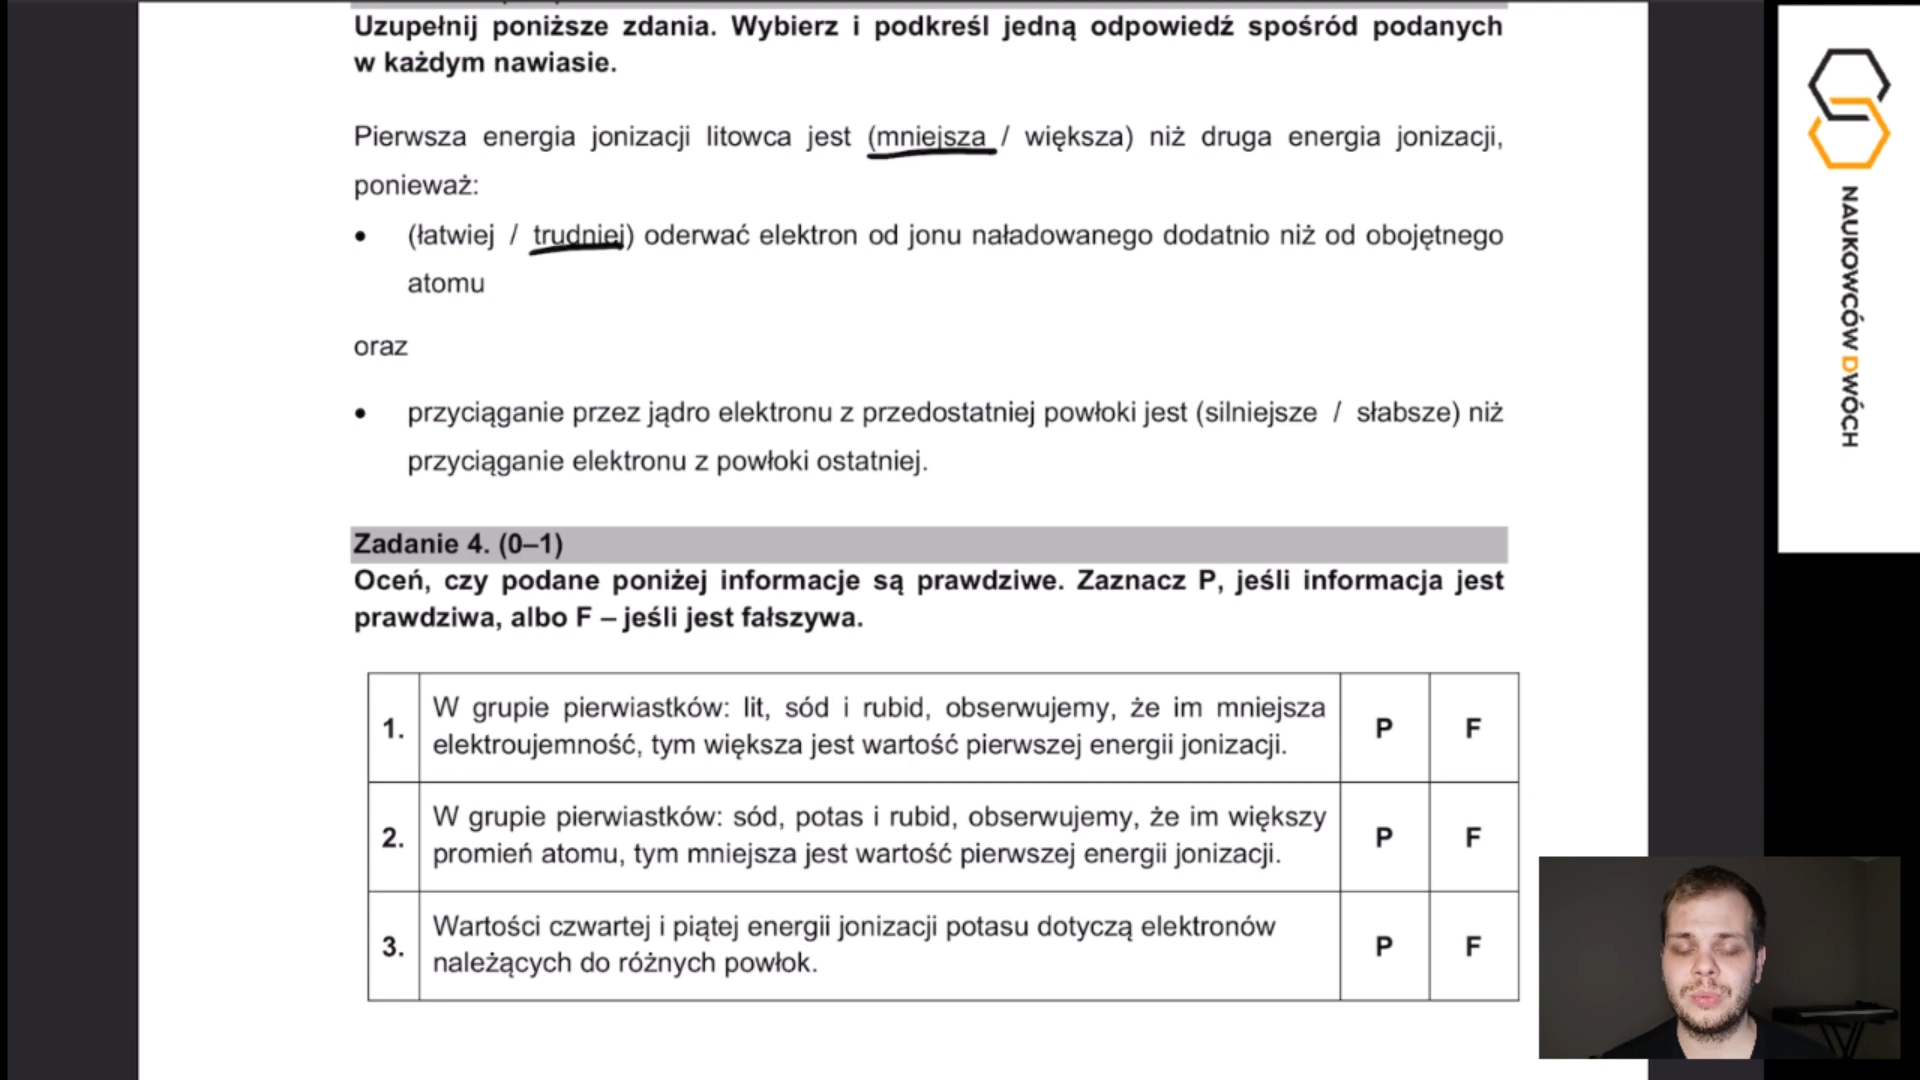 Uzupełnij poniższe zdania. Wybierz i podkreśl jedną odpowiedź spośród podanych
w każdym nawiasie.
Pierwsza energia jonizacji litowca jest (mniejsza / większa) niż druga energia jonizacji,
ponieważ:
• (łatwiej / trudniej) oderwać elektron od jonu naładowanego dodatnio niż od obojętnego
atomu
oraz
• przyciąganie przez jądro elektronu z przedostatniej powłoki jest (silniejsze / słabsze) niż
przyciąganie elektronu z powłoki ostatniej.
Zadanie 4. (0–1)
Oceń, czy podane poniżej informacje są prawdziwe. Zaznacz P, jeśli informacja jest
prawdziwa, albo F – jeśli jest fałszywa.
1. W grupie pierwiastków: lit, sód i rubid, obserwujemy, że im mniejsza
elektroujemność, tym większa jest wartość pierwszej energii jonizacji. P F
2. W grupie pierwiastków: sód, potas i rubid, obserwujemy, że im większy
promień atomu, tym mniejsza jest wartość pierwszej energii jonizacji. P F
3. Wartości czwartej i piątej energii jonizacji potasu dotyczą elektronów
należących do różnych powłok. P F
NAUKOWCÓW DWÓCH